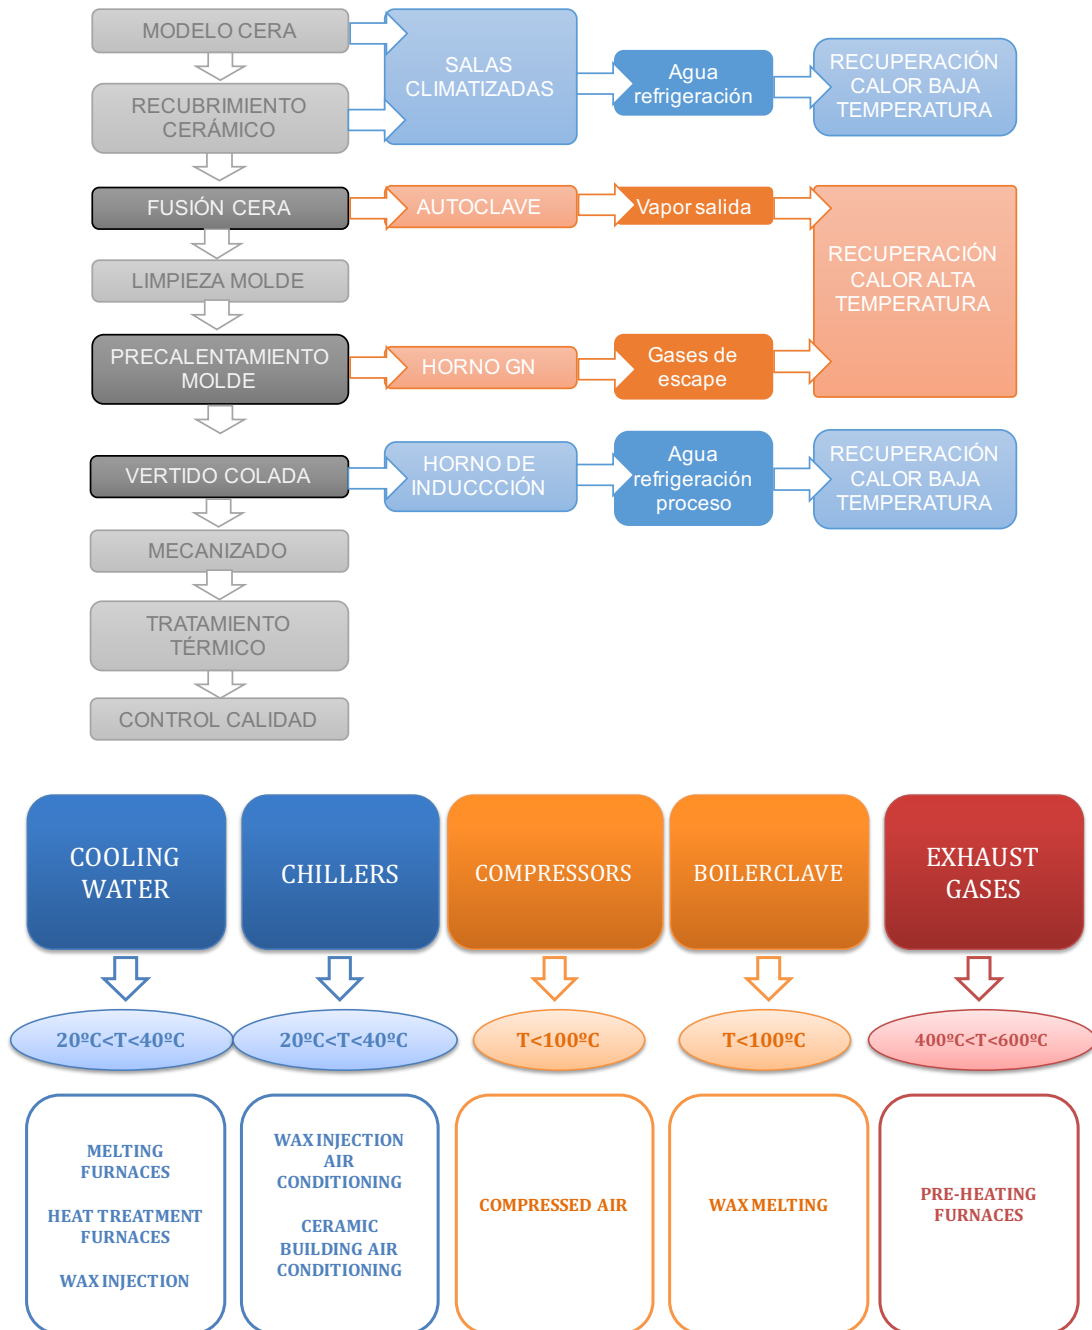 MODELO CERA
SALAS
CLIMATIZADAS
Agua
refrigeración
RECUPERACIÓN
CALOR BAJA
TEMPERATURA
RECUBRIMIENTO
CERÁMICO
FUSIÓN CERA
AUTOCLAVE
Vapor salida
RECUPERACIÓN
CALOR ALTA
TEMPERATURA
LIMPIEZA MOLDE
PRECALENTAMIENTO
MOLDE
HORNO GN
Gases de
escape
VERTIDO COLADA
HORNO DE
INDUCCCIÓN
Agua
refrigeración
proceso
RECUPERACIÓN
CALOR BAJA
TEMPERATURA
MECANIZADO
TRATAMIENTO
TÉRMICO
CONTROL CALIDAD
COOLING
WATER
CHILLERS
COMPRESSORS
BOILERCLAVE
EXHAUST
GASES
20ºC<T<40ºC
20ºC<T<40ºC
T<100ºC
T<100ºC
400ºC<T<600ºC
MELTING
FURNACES
HEAT TREATMENT
FURNACES
WAX INJECTION
WAX INJECTION
AIR
CONDITIONING
CERAMIC
BUILDING AIR
CONDITIONING
COMPRESSED AIR
WAX MELTING
PRE-HEATING
FURNACES